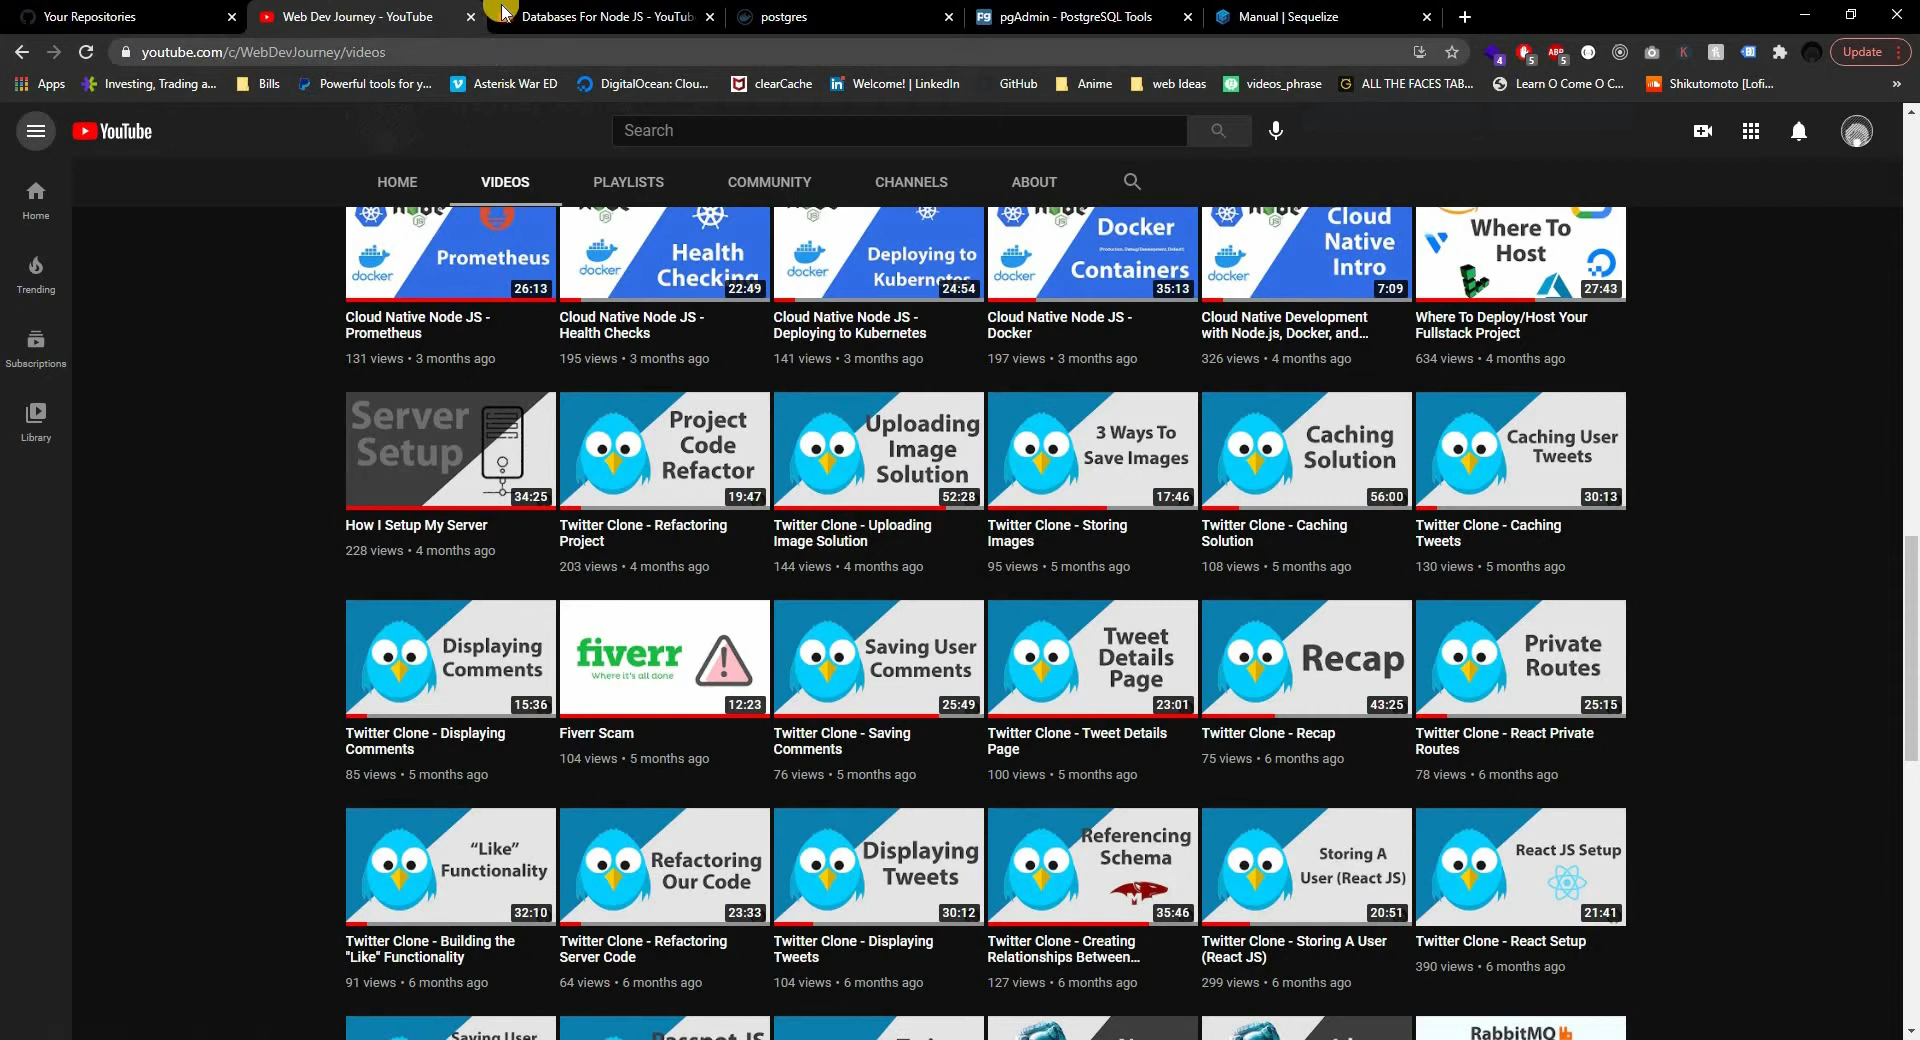 Your Repositories
Web Dev Journey - YouTube
Databases For Node JS - YouTub
postgres
pgAdmin - PostgreSQL Tools
Manual | Sequelize
youtube.com/c/WebDevJourney/videos
Update
Apps
Investing, Trading a...
Bills
Powerful tools for y...
Asterisk War ED
DigitalOcean: Clou...
clearCache
Welcome! | LinkedIn
GitHub
Anime
web Ideas
videos_phrase
ALL THE FACES TAB...
Learn O Come O C...
Shikutomoto [Lofi...
YouTube
Search
HOME
VIDEOS
PLAYLISTS
COMMUNITY
CHANNELS
ABOUT
Home
Trending
Subscriptions
Library
docker
Prometheus
26:13
docker
Health
Checking
22:49
docker
Deploying to
Kubernetes
24:54
docker
Docker
Containers
35:13
docker
Cloud
Native
Intro
7:09
Where To
Host
27:43
Cloud Native Node JS -
Prometheus
131 views • 3 months ago
Cloud Native Node JS -
Health Checks
195 views • 3 months ago
Cloud Native Node JS -
Deploying to Kubernetes
141 views • 3 months ago
Cloud Native Node JS -
Docker
197 views • 3 months ago
Cloud Native Development
with Node.js, Docker, and...
326 views • 4 months ago
Where To Deploy/Host Your
Fullstack Project
634 views • 4 months ago
Server
Setup
34:25
Project
Code
Refactor
19:47
Uploading
Image
Solution
52:28
3 Ways To
Save Images
17:46
Caching
Solution
56:00
Caching User
Tweets
30:13
How I Setup My Server
228 views • 4 months ago
Twitter Clone - Refactoring
Project
203 views • 4 months ago
Twitter Clone - Uploading
Image Solution
144 views • 4 months ago
Twitter Clone - Storing
Images
95 views • 5 months ago
Twitter Clone - Caching
Solution
108 views • 5 months ago
Twitter Clone - Caching
Tweets
130 views • 5 months ago
Displaying
Comments
15:36
fiverr
Where it's all done
12:23
Saving User
Comments
25:49
Tweet
Details
Page
23:01
Recap
43:25
Private
Routes
25:15
Twitter Clone - Displaying
Comments
85 views • 5 months ago
Fiverr Scam
104 views • 5 months ago
Twitter Clone - Saving
Comments
76 views • 5 months ago
Twitter Clone - Tweet Details
Page
100 views • 5 months ago
Twitter Clone - Recap
75 views • 6 months ago
Twitter Clone - React Private
Routes
78 views • 6 months ago
"Like"
Functionality
32:10
Refactoring
Our Code
23:33
Displaying
Tweets
30:12
Referencing
Schema
35:46
Storing A
User (React JS)
20:51
React JS Setup
21:41
Twitter Clone - Building the
"Like" Functionality
91 views • 6 months ago
Twitter Clone - Refactoring
Server Code
64 views • 6 months ago
Twitter Clone - Displaying
Tweets
104 views • 6 months ago
Twitter Clone - Creating
Relationships Between...
127 views • 6 months ago
Twitter Clone - Storing A User
(React JS)
299 views • 6 months ago
Twitter Clone - React Setup
390 views • 6 months ago
Saving User
Passport JS
RabbitMQ